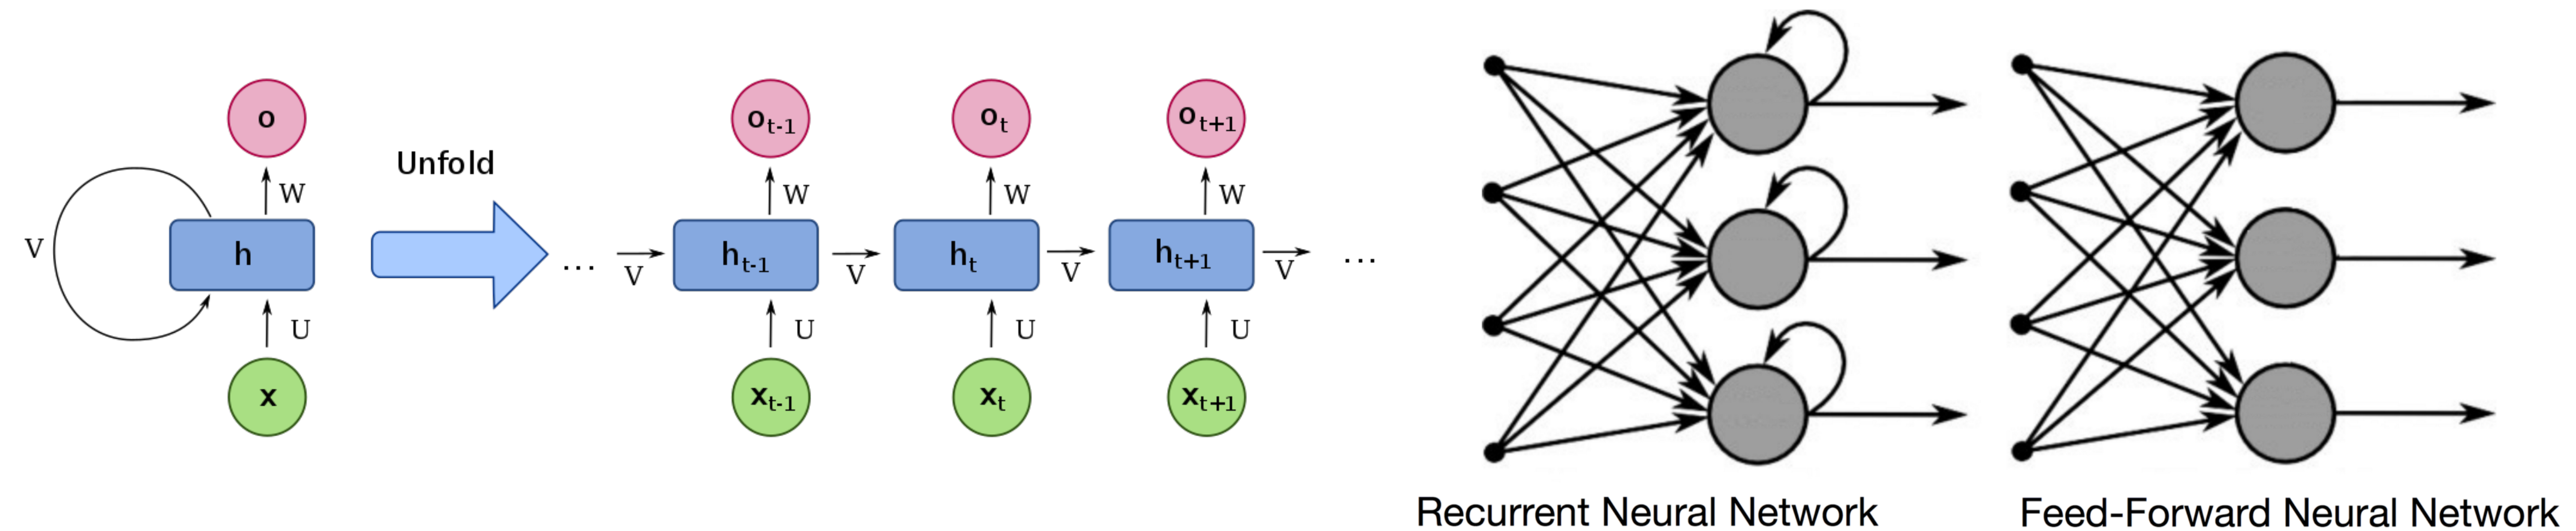 o
W
V
h
U
x
Unfold
...
V
o t-1
W
h t-1
U
x t-1
V
o t
W
h t
U
x t
V
o t+1
W
h t+1
U
x t+1
V
...
Recurrent Neural Network
Feed-Forward Neural Network